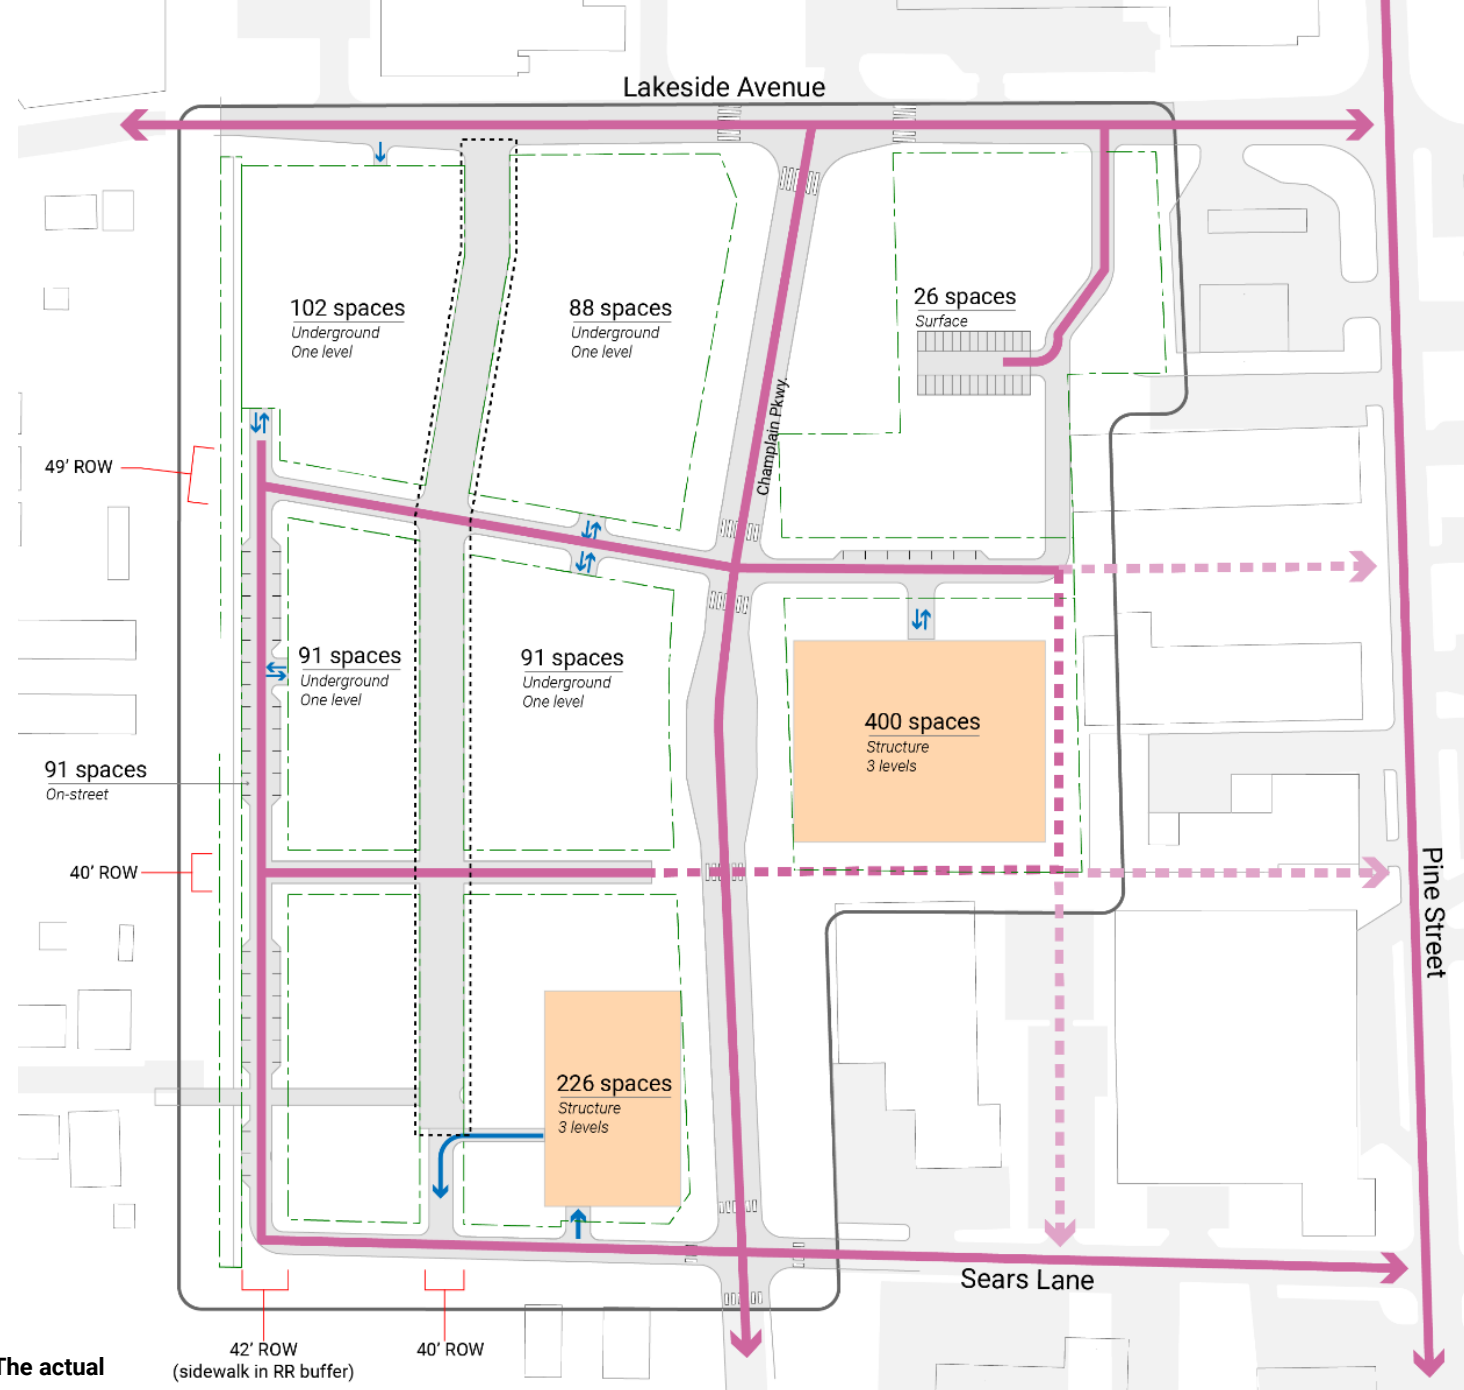 Lakeside Avenue
102 spaces
Underground
One level
88 spaces
Underground
One level
26 spaces
Surface
Champlain Pkwy.
49’ ROW
91 spaces
Underground
One level
91 spaces
Underground
One level
400 spaces
Structure
3 levels
91 spaces
On-street
40’ ROW
Pine Street
226 spaces
Structure
3 levels
Sears Lane
42’ ROW
(sidewalk in RR buffer)
40’ ROW
The actual